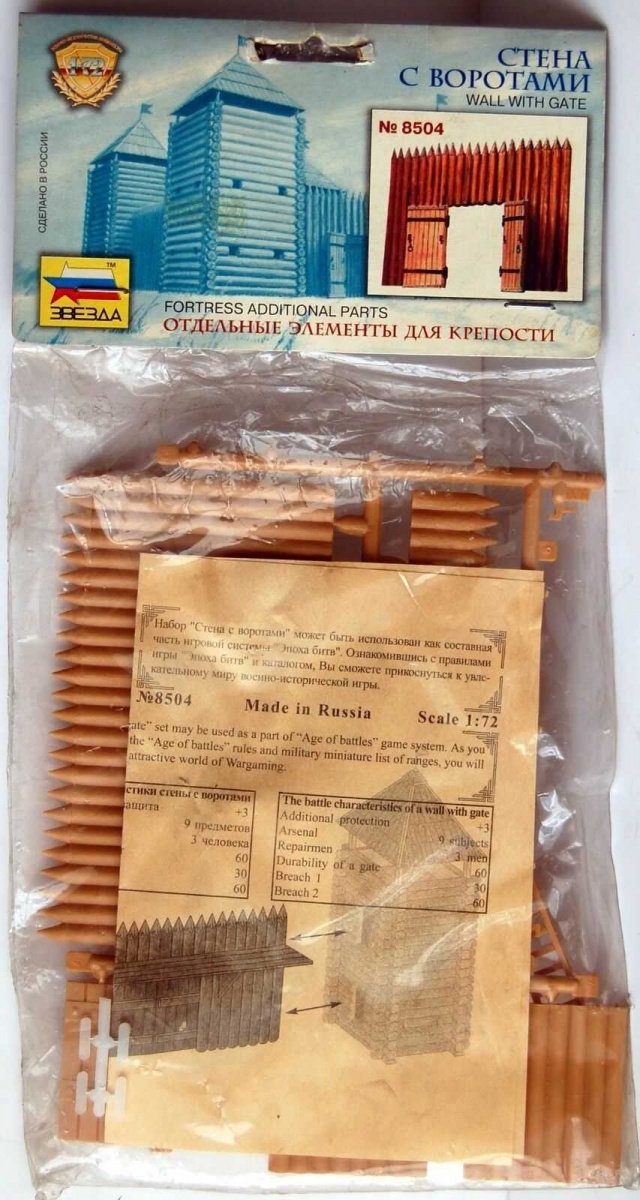 1:72
СТЕНА
С ВОРОТАМИ
WALL WITH GATE
№ 8504
СДЕЛАНО В РОССИИ
TM
ЗВЕЗДА
FORTRESS ADDITIONAL PARTS
ОТДЕЛЬНЫЕ ЭЛЕМЕНТЫ ДЛЯ КРЕПОСТИ
Набор "Стена с воротами" может быть использован как составная
часть игровой системы "Эпоха битв". Ознакомившись с правилами
игры "Эпоха битв" и каталогом, Вы сможете прикоснуться к увле-
кательному миру военно-исторической игры.
№8504 Made in Russia Scale 1:72
ate" set may be used as a part of "Age of battles" game system. As you
the "Age of battles" rules and military miniature list of ranges, you will
attractive world of Wargaming.
стики стены с воротами
ащита +3
9 предметов
3 человека
60
30
60
The battle characteristics of a wall with gate
Additional protection +3
Arsenal 9 subjects
Repairmen 3 men
Durability of a gate 60
Breach 1 30
Breach 2 60